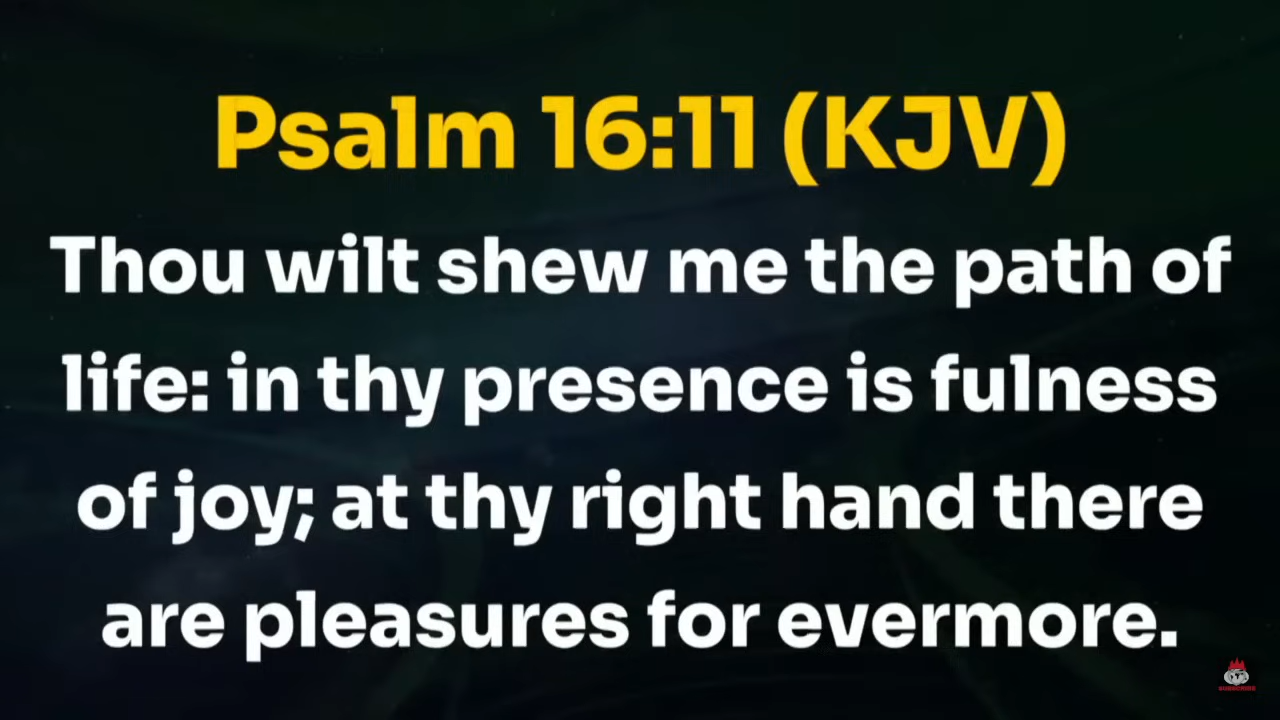 Psalm 16:11 (KJV)
Thou wilt shew me the path of
life: in thy presence is fulness
of joy; at thy right hand there
are pleasures for evermore.